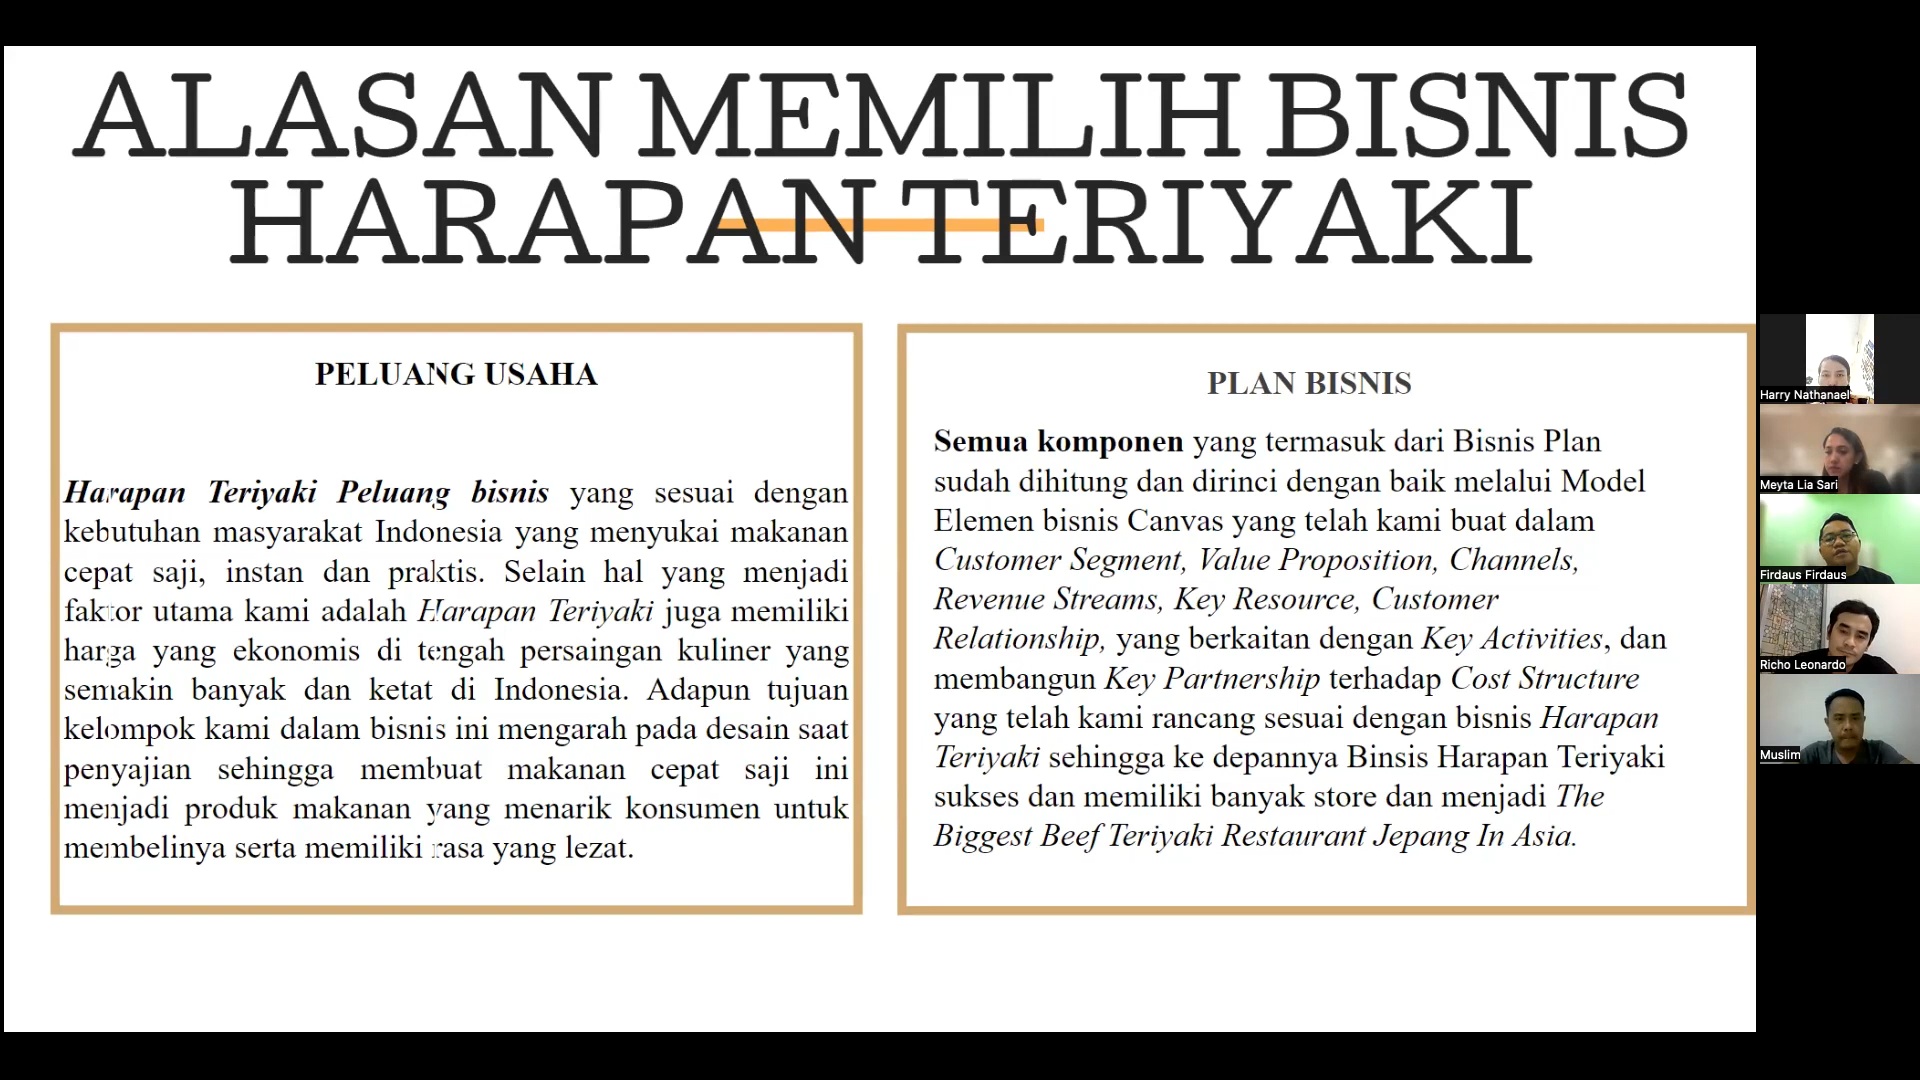 ALASAN MEMILIH BISNIS
HARAPAN TERIYAKI
PELUANG USAHA
Harapan Teriyaki Peluang bisnis yang sesuai dengan
kebutuhan masyarakat Indonesia yang menyukai makanan
cepat saji, instan dan praktis. Selain hal yang menjadi
faktor utama kami adalah Harapan Teriyaki juga memiliki
harga yang ekonomis di tengah persaingan kuliner yang
semakin banyak dan ketat di Indonesia. Adapun tujuan
kelompok kami dalam bisnis ini mengarah pada desain saat
penyajian sehingga membuat makanan cepat saji ini
menjadi produk makanan yang menarik konsumen untuk
membelinya serta memiliki rasa yang lezat.
PLAN BISNIS
Semua komponen yang termasuk dari Bisnis Plan
sudah dihitung dan dirinci dengan baik melalui Model
Elemen bisnis Canvas yang telah kami buat dalam
Customer Segment, Value Proposition, Channels,
Revenue Streams, Key Resource, Customer
Relationship, yang berkaitan dengan Key Activities, dan
membangun Key Partnership terhadap Cost Structure
yang telah kami rancang sesuai dengan bisnis Harapan
Teriyaki sehingga ke depannya Binsis Harapan Teriyaki
sukses dan memiliki banyak store dan menjadi The
Biggest Beef Teriyaki Restaurant Jepang In Asia.
Harry Nathanael
Meyta Lia Sari
Firdaus Firdaus
Richo Leonardo
Muslim